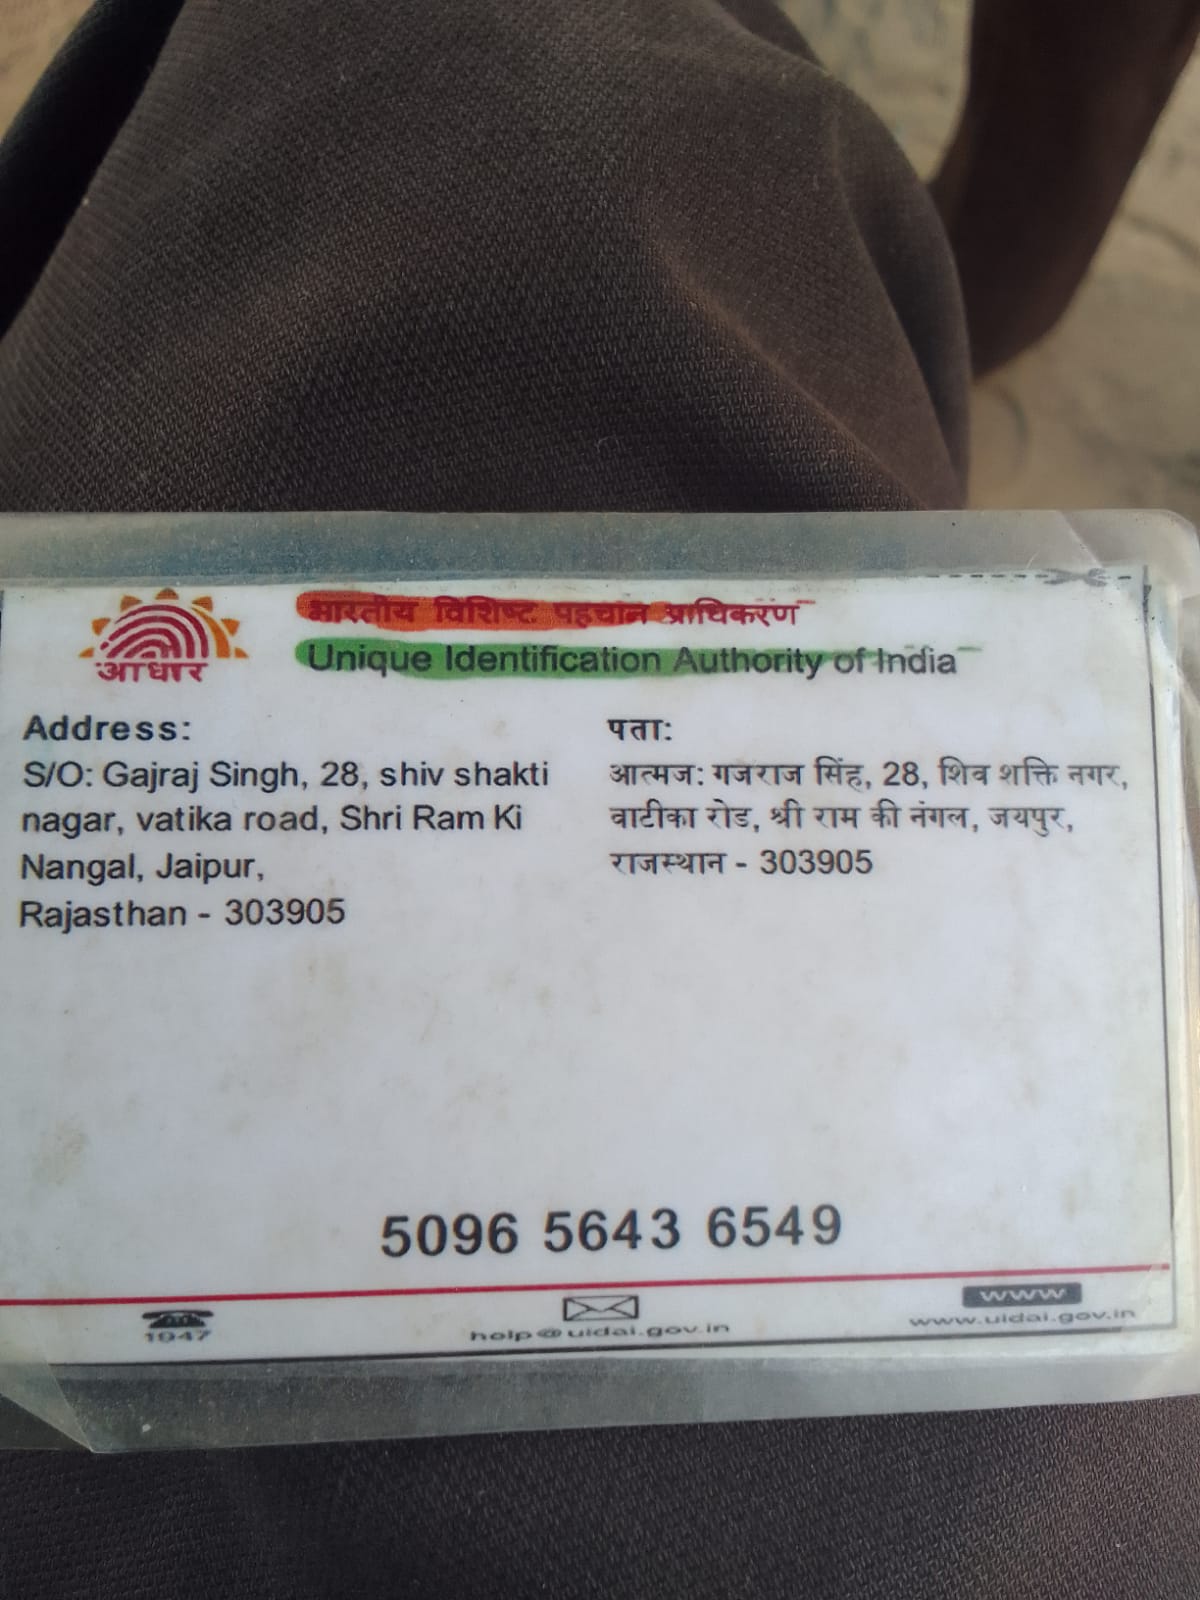 आधार
भारतीय विशिष्ट पहचान प्राधिकरण
Unique Identification Authority of India
Address:
S/O: Gajraj Singh, 28, shiv shakti
nagar, vatika road, Shri Ram Ki
Nangal, Jaipur,
Rajasthan - 303905
पता:
आत्मज: गजराज सिंह, 28, शिव शक्ति नगर,
वाटीका रोड, श्री राम की नंगल, जयपुर,
राजस्थान - 303905
5096 5643 6549
1947
help@uidai.gov.in
www
www.uidai.gov.in